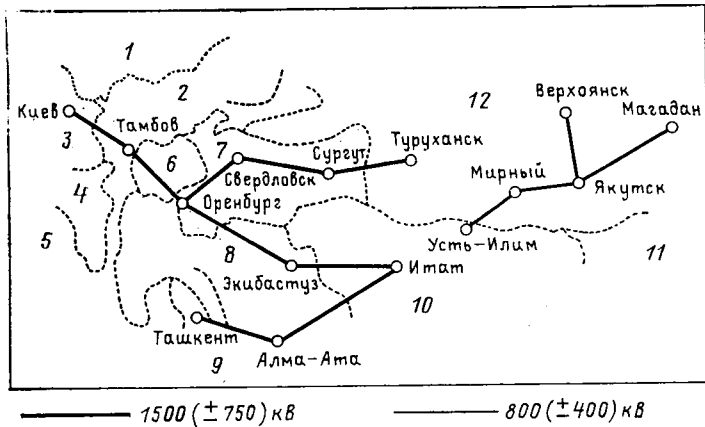 1
2
12
Верхоянск
Магадан
Киев
3
Тамбов
6
7
Свердловск
Сургут
Туруханск
Мирный
Якутск
4
Оренбург
5
8
Усть-Илим
11
Экибастуз
Итат
10
Ташкент
9
Алма-Ата
1500 (±750) кв
800 (±400) кв